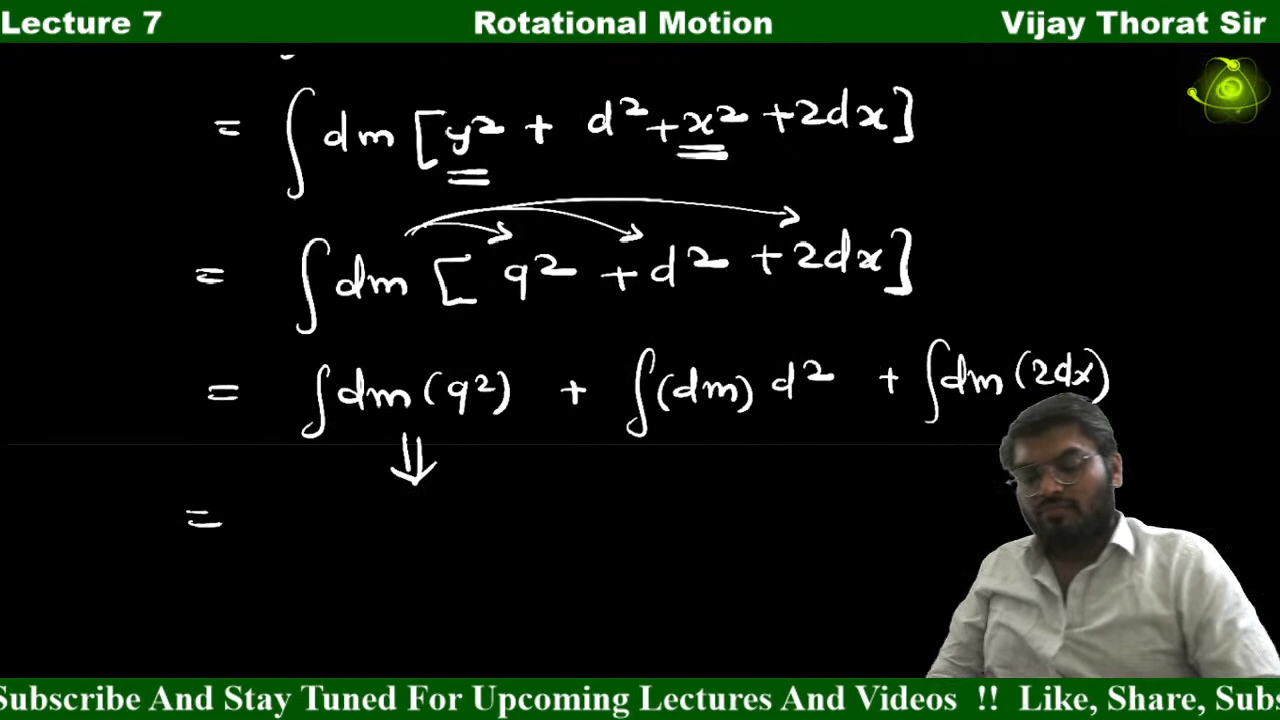 Lecture 7 Rotational Motion Vijay Thorat Sir
= ∫ dm [y² + d² + x² + 2dx]
= ∫ dm [ q² + d² + 2dx]
= ∫ dm (q²) + ∫ (dm) d² + ∫ dm (2dx)
⇓
=
Subscribe And Stay Tuned For Upcoming Lectures And Videos !! Like, Share, Subs